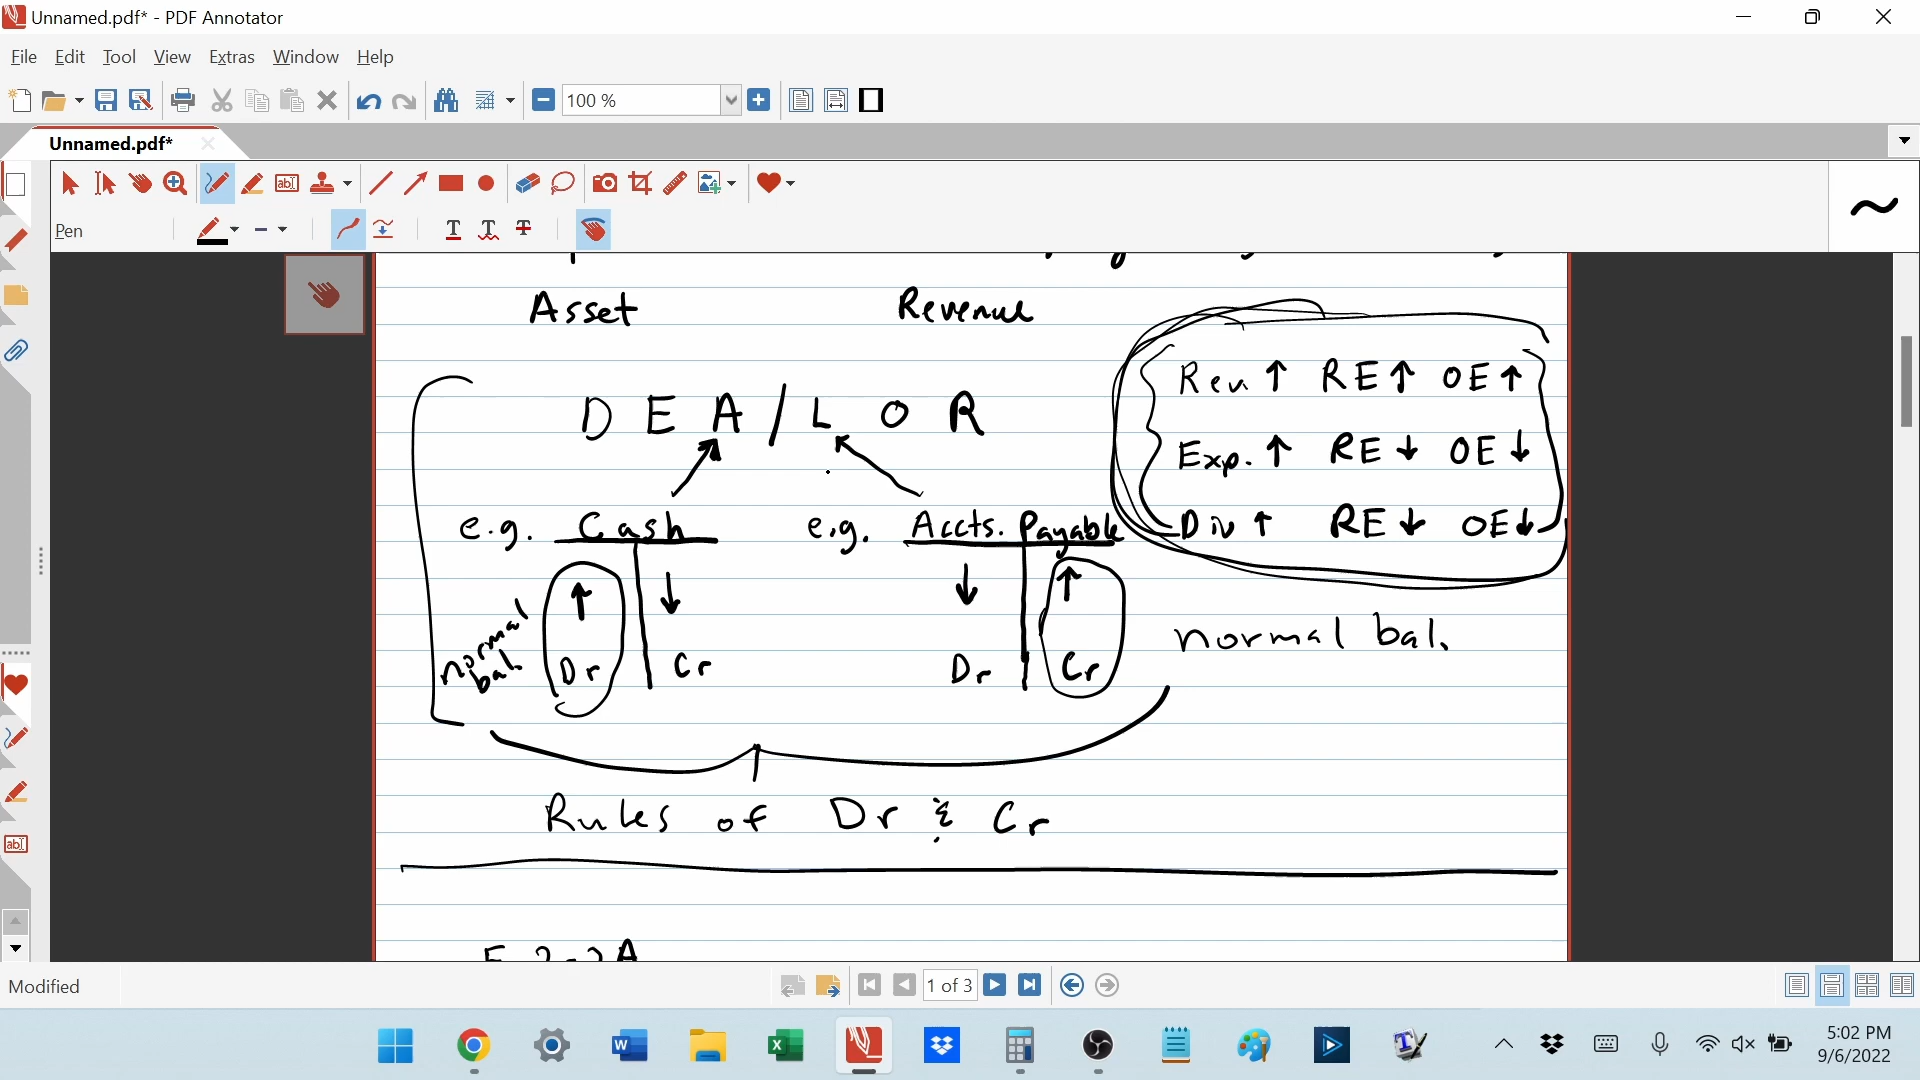 Unnamed.pdf* - PDF Annotator
File Edit Tool View Extras Window Help
100 %
Unnamed.pdf*
Pen
Asset Revenue
Rev. ↑ RE ↑ OE ↑
D E A / L O R
Exp. ↑ RE ↓ OE ↓
e.g. Cash e.g. Accts. Payable Div ↑ RE ↓ OE ↓
↑ ↓ ↓ ↑
normal bal.
normal bal. Dr Cr Dr Cr
Rules of Dr & Cr
Modified 1 of 3
5:02 PM
9/6/2022